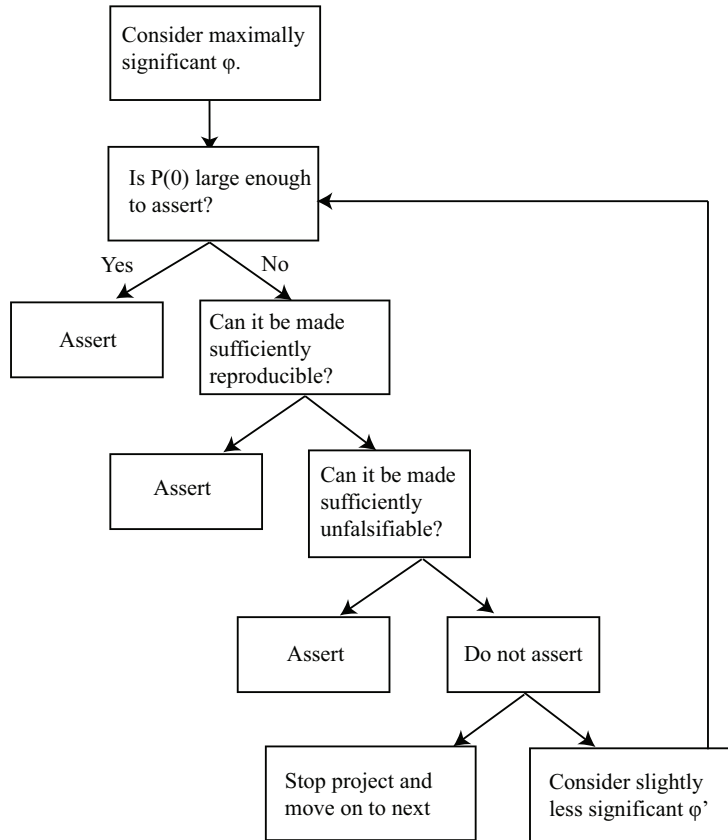 Consider maximally
significant φ.
Is P(0) large enough
to assert?
Yes
No
Assert
Can it be made
sufficiently
reproducible?
Assert
Can it be made
sufficiently
unfalsifiable?
Assert
Do not assert
Stop project and
move on to next
Consider slightly
less significant φ’